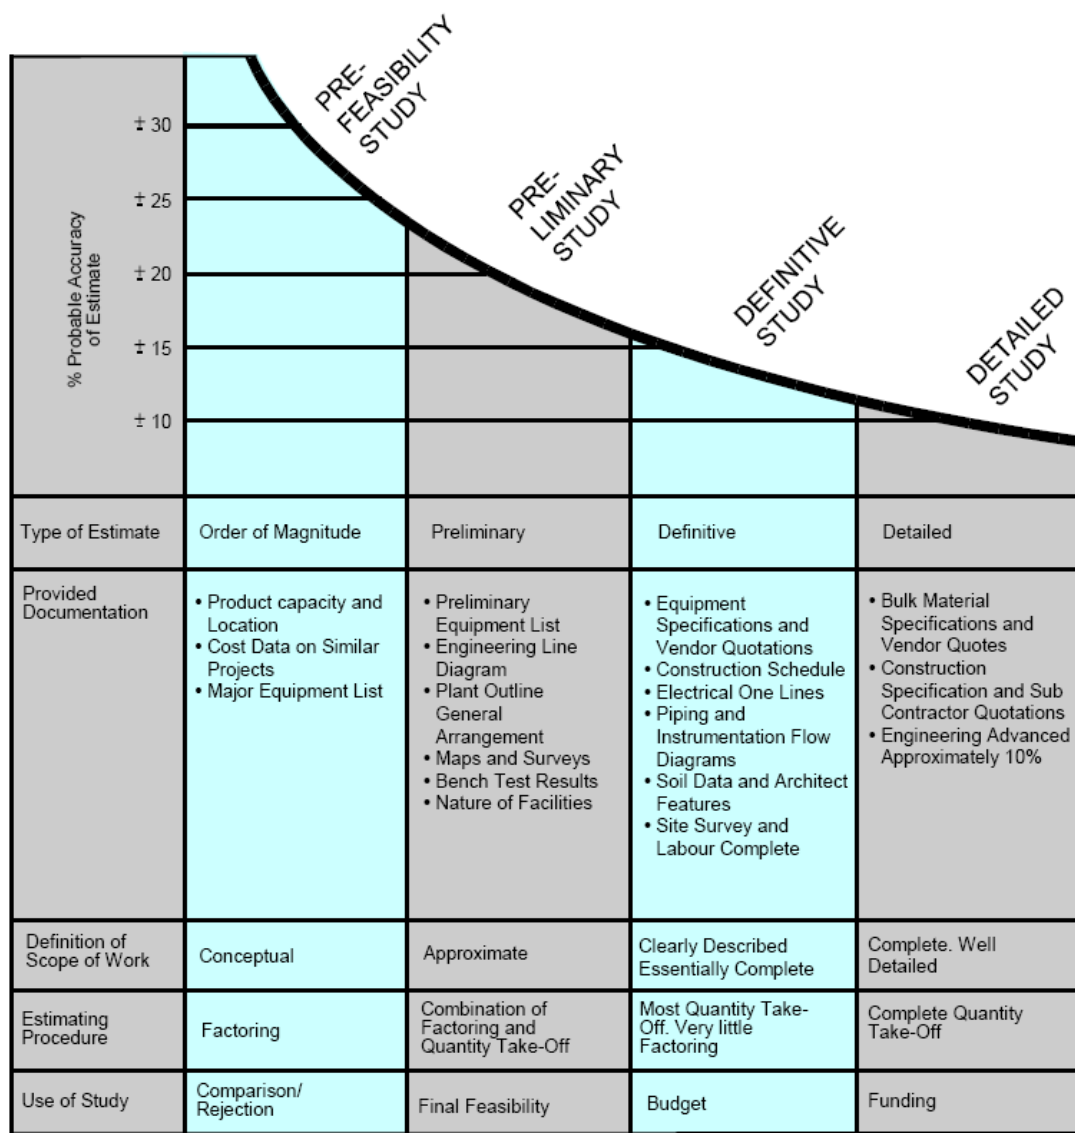 PRE-
FEASIBILITY
STUDY
PRE-
LIMINARY
STUDY
DEFINITIVE
STUDY
DETAILED
STUDY
% Probable Accuracy
of Estimate
± 30
± 25
± 20
± 15
± 10
Type of Estimate
Order of Magnitude
Preliminary
Definitive
Detailed
Provided
Documentation
• Product capacity and
Location
• Cost Data on Similar
Projects
• Major Equipment List
• Preliminary
Equipment List
• Engineering Line
Diagram
• Plant Outline
General
Arrangement
• Maps and Surveys
• Bench Test Results
• Nature of Facilities
• Equipment
Specifications and
Vendor Quotations
• Construction Schedule
• Electrical One Lines
• Piping and
Instrumentation Flow
Diagrams
• Soil Data and Architect
Features
• Site Survey and
Labour Complete
• Bulk Material
Specifications and
Vendor Quotes
• Construction
Specification and Sub
Contractor Quotations
• Engineering Advanced
Approximately 10%
Definition of
Scope of Work
Conceptual
Approximate
Clearly Described
Essentially Complete
Complete. Well
Detailed
Estimating
Procedure
Factoring
Combination of
Factoring and
Quantity Take-Off
Most Quantity Take-
Off. Very little
Factoring
Complete Quantity
Take-Off
Use of Study
Comparison/
Rejection
Final Feasibility
Budget
Funding